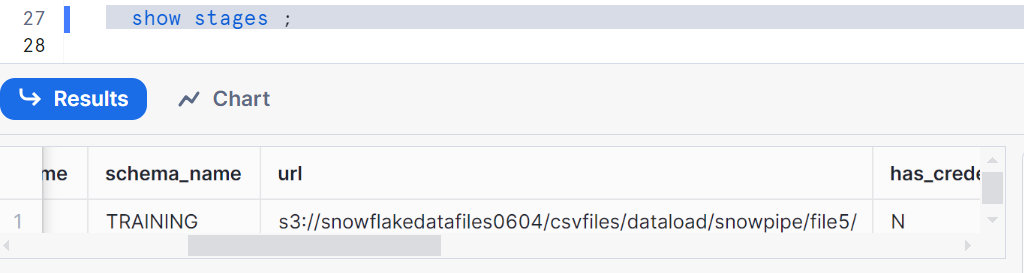 27 show stages ;
28
Results Chart
me schema_name url has_crede
1 TRAINING s3://snowflakedatafiles0604/csvfiles/dataload/snowpipe/file5/ N